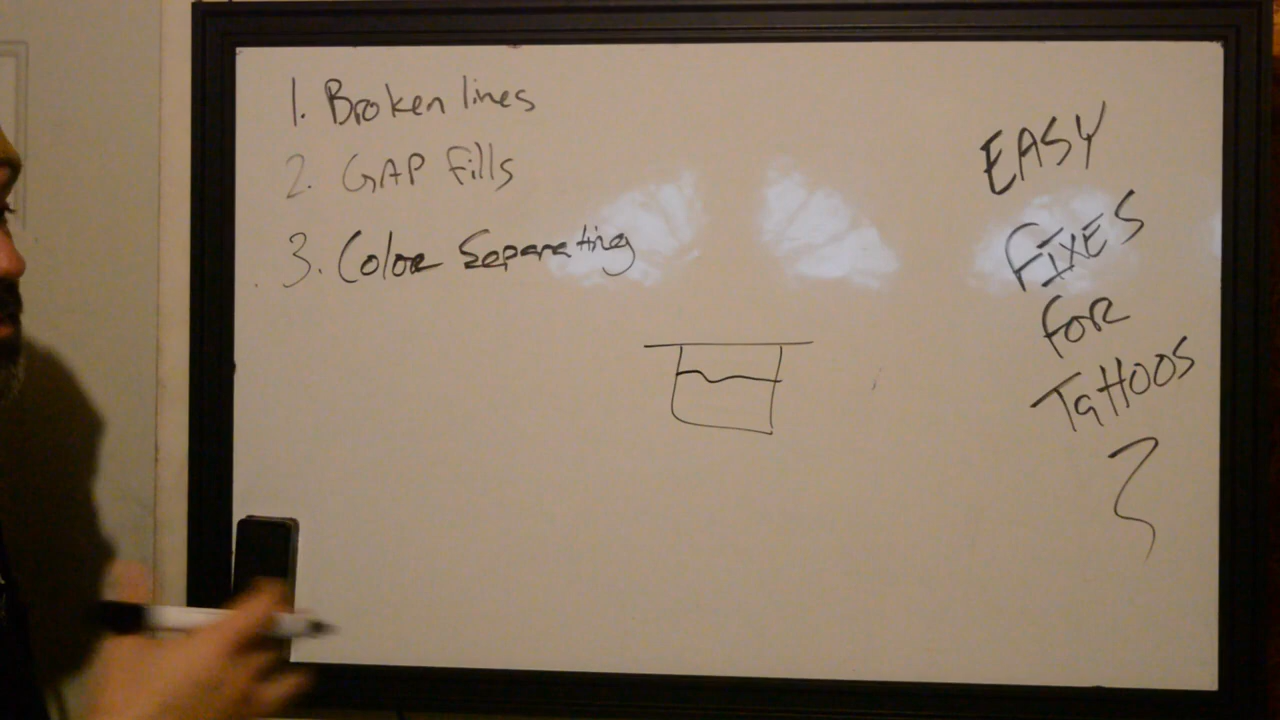 1. Broken lines
2. GAP Fills
3. Color Separating
EASY
FIXES
FOR
TATTOOS
?